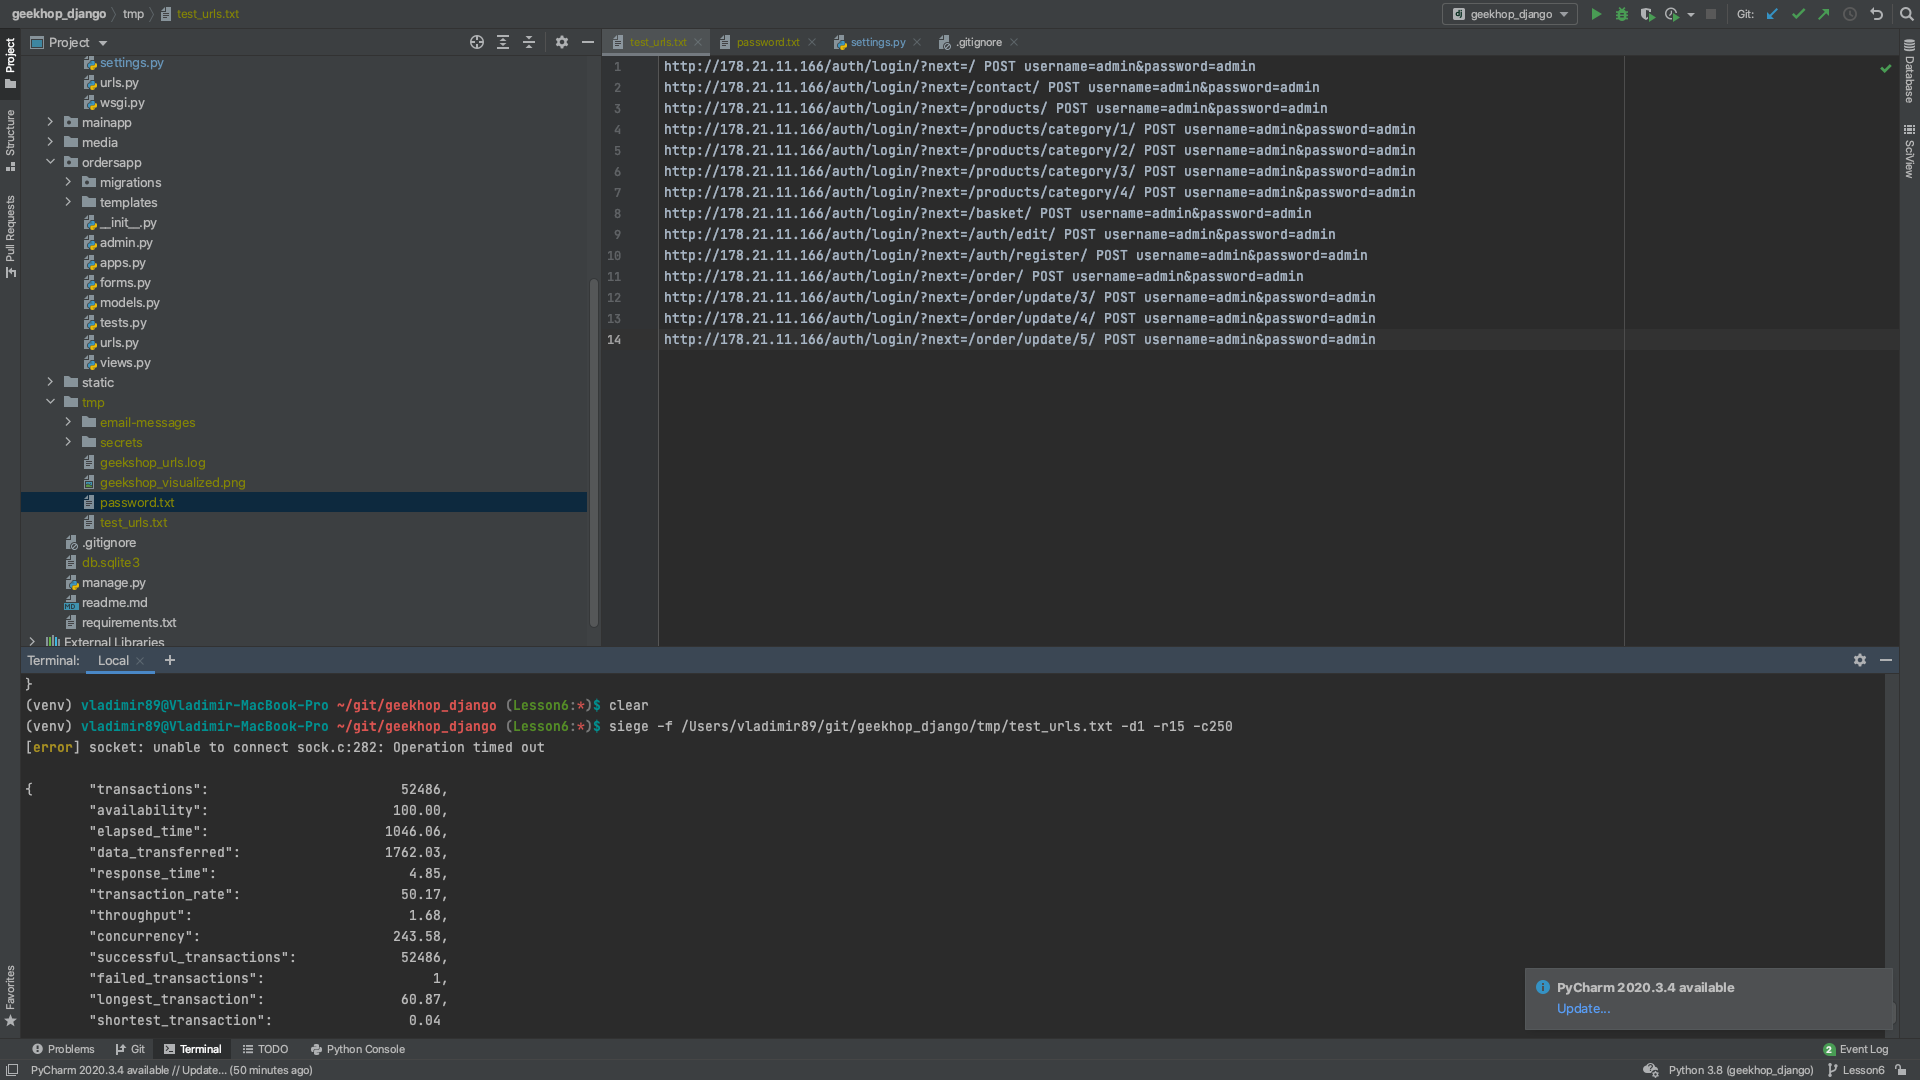 geekhop_django
tmp
test_urls.txt
geekhop_django
Git:
Project
test_urls.txt
password.txt
settings.py
.gitignore
Project
Structure
Pull Requests
Favorites
Database
SciView
settings.py
urls.py
wsgi.py
mainapp
media
ordersapp
migrations
templates
__init__.py
admin.py
apps.py
forms.py
models.py
tests.py
urls.py
views.py
static
tmp
email-messages
secrets
geekshop_urls.log
geekshop_visualized.png
password.txt
test_urls.txt
.gitignore
db.sqlite3
manage.py
readme.md
requirements.txt
External Libraries
1 http://178.21.11.166/auth/login/?next=/ POST username=admin&password=admin
2 http://178.21.11.166/auth/login/?next=/contact/ POST username=admin&password=admin
3 http://178.21.11.166/auth/login/?next=/products/ POST username=admin&password=admin
4 http://178.21.11.166/auth/login/?next=/products/category/1/ POST username=admin&password=admin
5 http://178.21.11.166/auth/login/?next=/products/category/2/ POST username=admin&password=admin
6 http://178.21.11.166/auth/login/?next=/products/category/3/ POST username=admin&password=admin
7 http://178.21.11.166/auth/login/?next=/products/category/4/ POST username=admin&password=admin
8 http://178.21.11.166/auth/login/?next=/basket/ POST username=admin&password=admin
9 http://178.21.11.166/auth/login/?next=/auth/edit/ POST username=admin&password=admin
10 http://178.21.11.166/auth/login/?next=/auth/register/ POST username=admin&password=admin
11 http://178.21.11.166/auth/login/?next=/order/ POST username=admin&password=admin
12 http://178.21.11.166/auth/login/?next=/order/update/3/ POST username=admin&password=admin
13 http://178.21.11.166/auth/login/?next=/order/update/4/ POST username=admin&password=admin
14 http://178.21.11.166/auth/login/?next=/order/update/5/ POST username=admin&password=admin
Terminal: Local +
}
(venv) vladimir89@Vladimir-MacBook-Pro ~/git/geekhop_django (Lesson6:*)$ clear
(venv) vladimir89@Vladimir-MacBook-Pro ~/git/geekhop_django (Lesson6:*)$ siege -f /Users/vladimir89/git/geekhop_django/tmp/test_urls.txt -d1 -r15 -c250
[error] socket: unable to connect sock.c:282: Operation timed out
{ "transactions": 52486,
"availability": 100.00,
"elapsed_time": 1046.06,
"data_transferred": 1762.03,
"response_time": 4.85,
"transaction_rate": 50.17,
"throughput": 1.68,
"concurrency": 243.58,
"successful_transactions": 52486,
"failed_transactions": 1,
"longest_transaction": 60.87,
"shortest_transaction": 0.04
PyCharm 2020.3.4 available
Update...
Problems
Git
Terminal
TODO
Python Console
2 Event Log
PyCharm 2020.3.4 available // Update... (50 minutes ago)
Python 3.8 (geekhop_django)
Lesson6